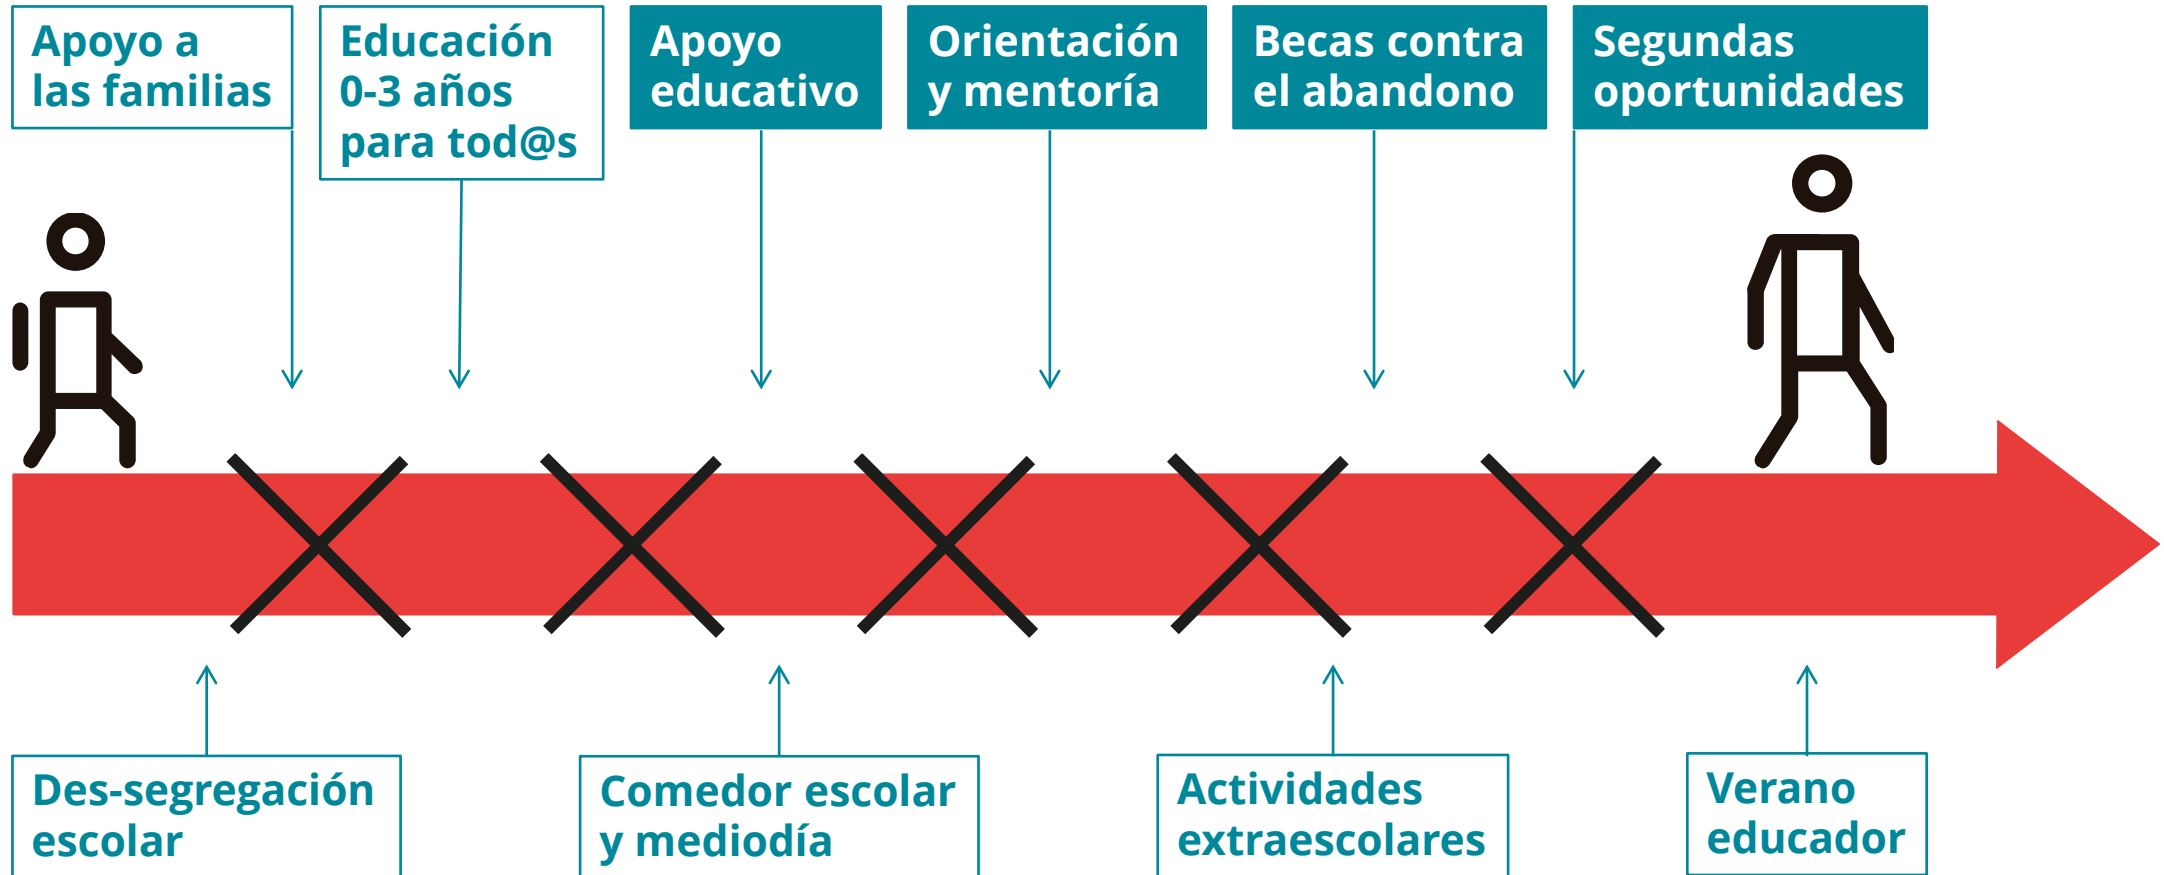 Apoyo a
las familias
Educación
0-3 años
para tod@s
Apoyo
educativo
Orientación
y mentoría
Becas contra
el abandono
Segundas
oportunidades
Des-segregación
escolar
Comedor escolar
y mediodía
Actividades
extraescolares
Verano
educador